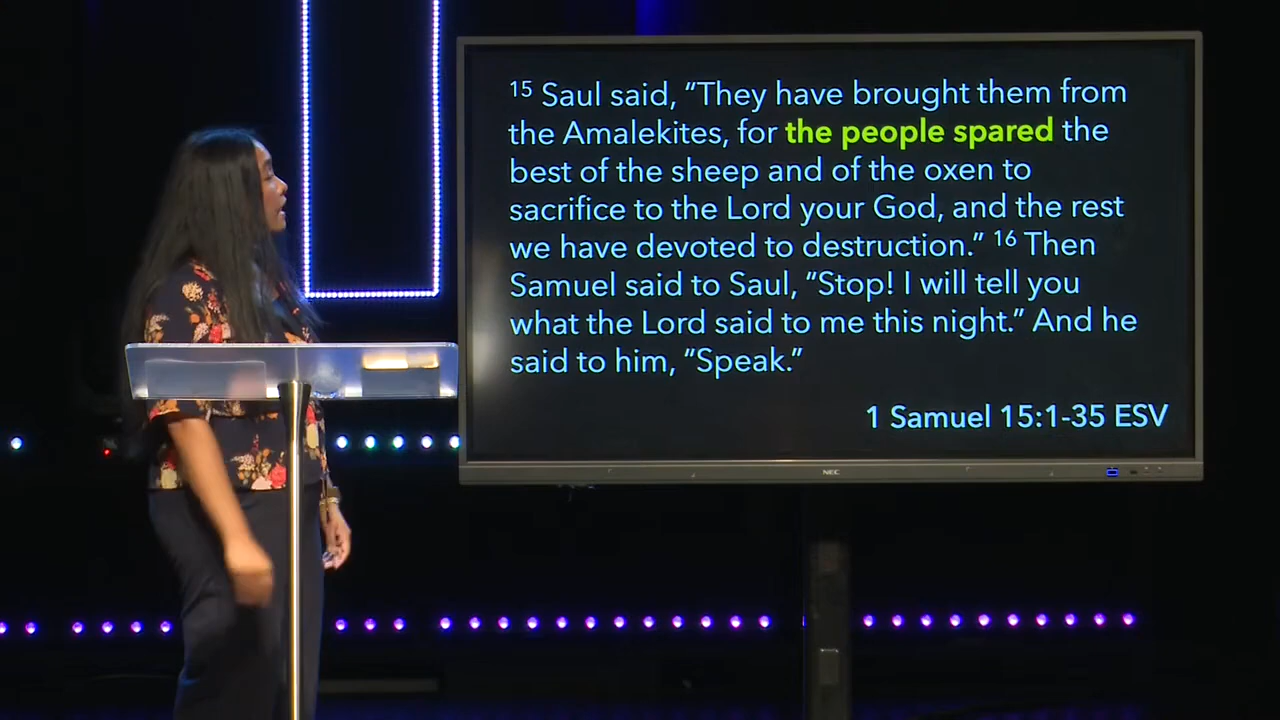 ¹⁵ Saul said, “They have brought them from
the Amalekites, for the people spared the
best of the sheep and of the oxen to
sacrifice to the Lord your God, and the rest
we have devoted to destruction.” ¹⁶ Then
Samuel said to Saul, “Stop! I will tell you
what the Lord said to me this night.” And he
said to him, “Speak.”
1 Samuel 15:1-35 ESV
NEC